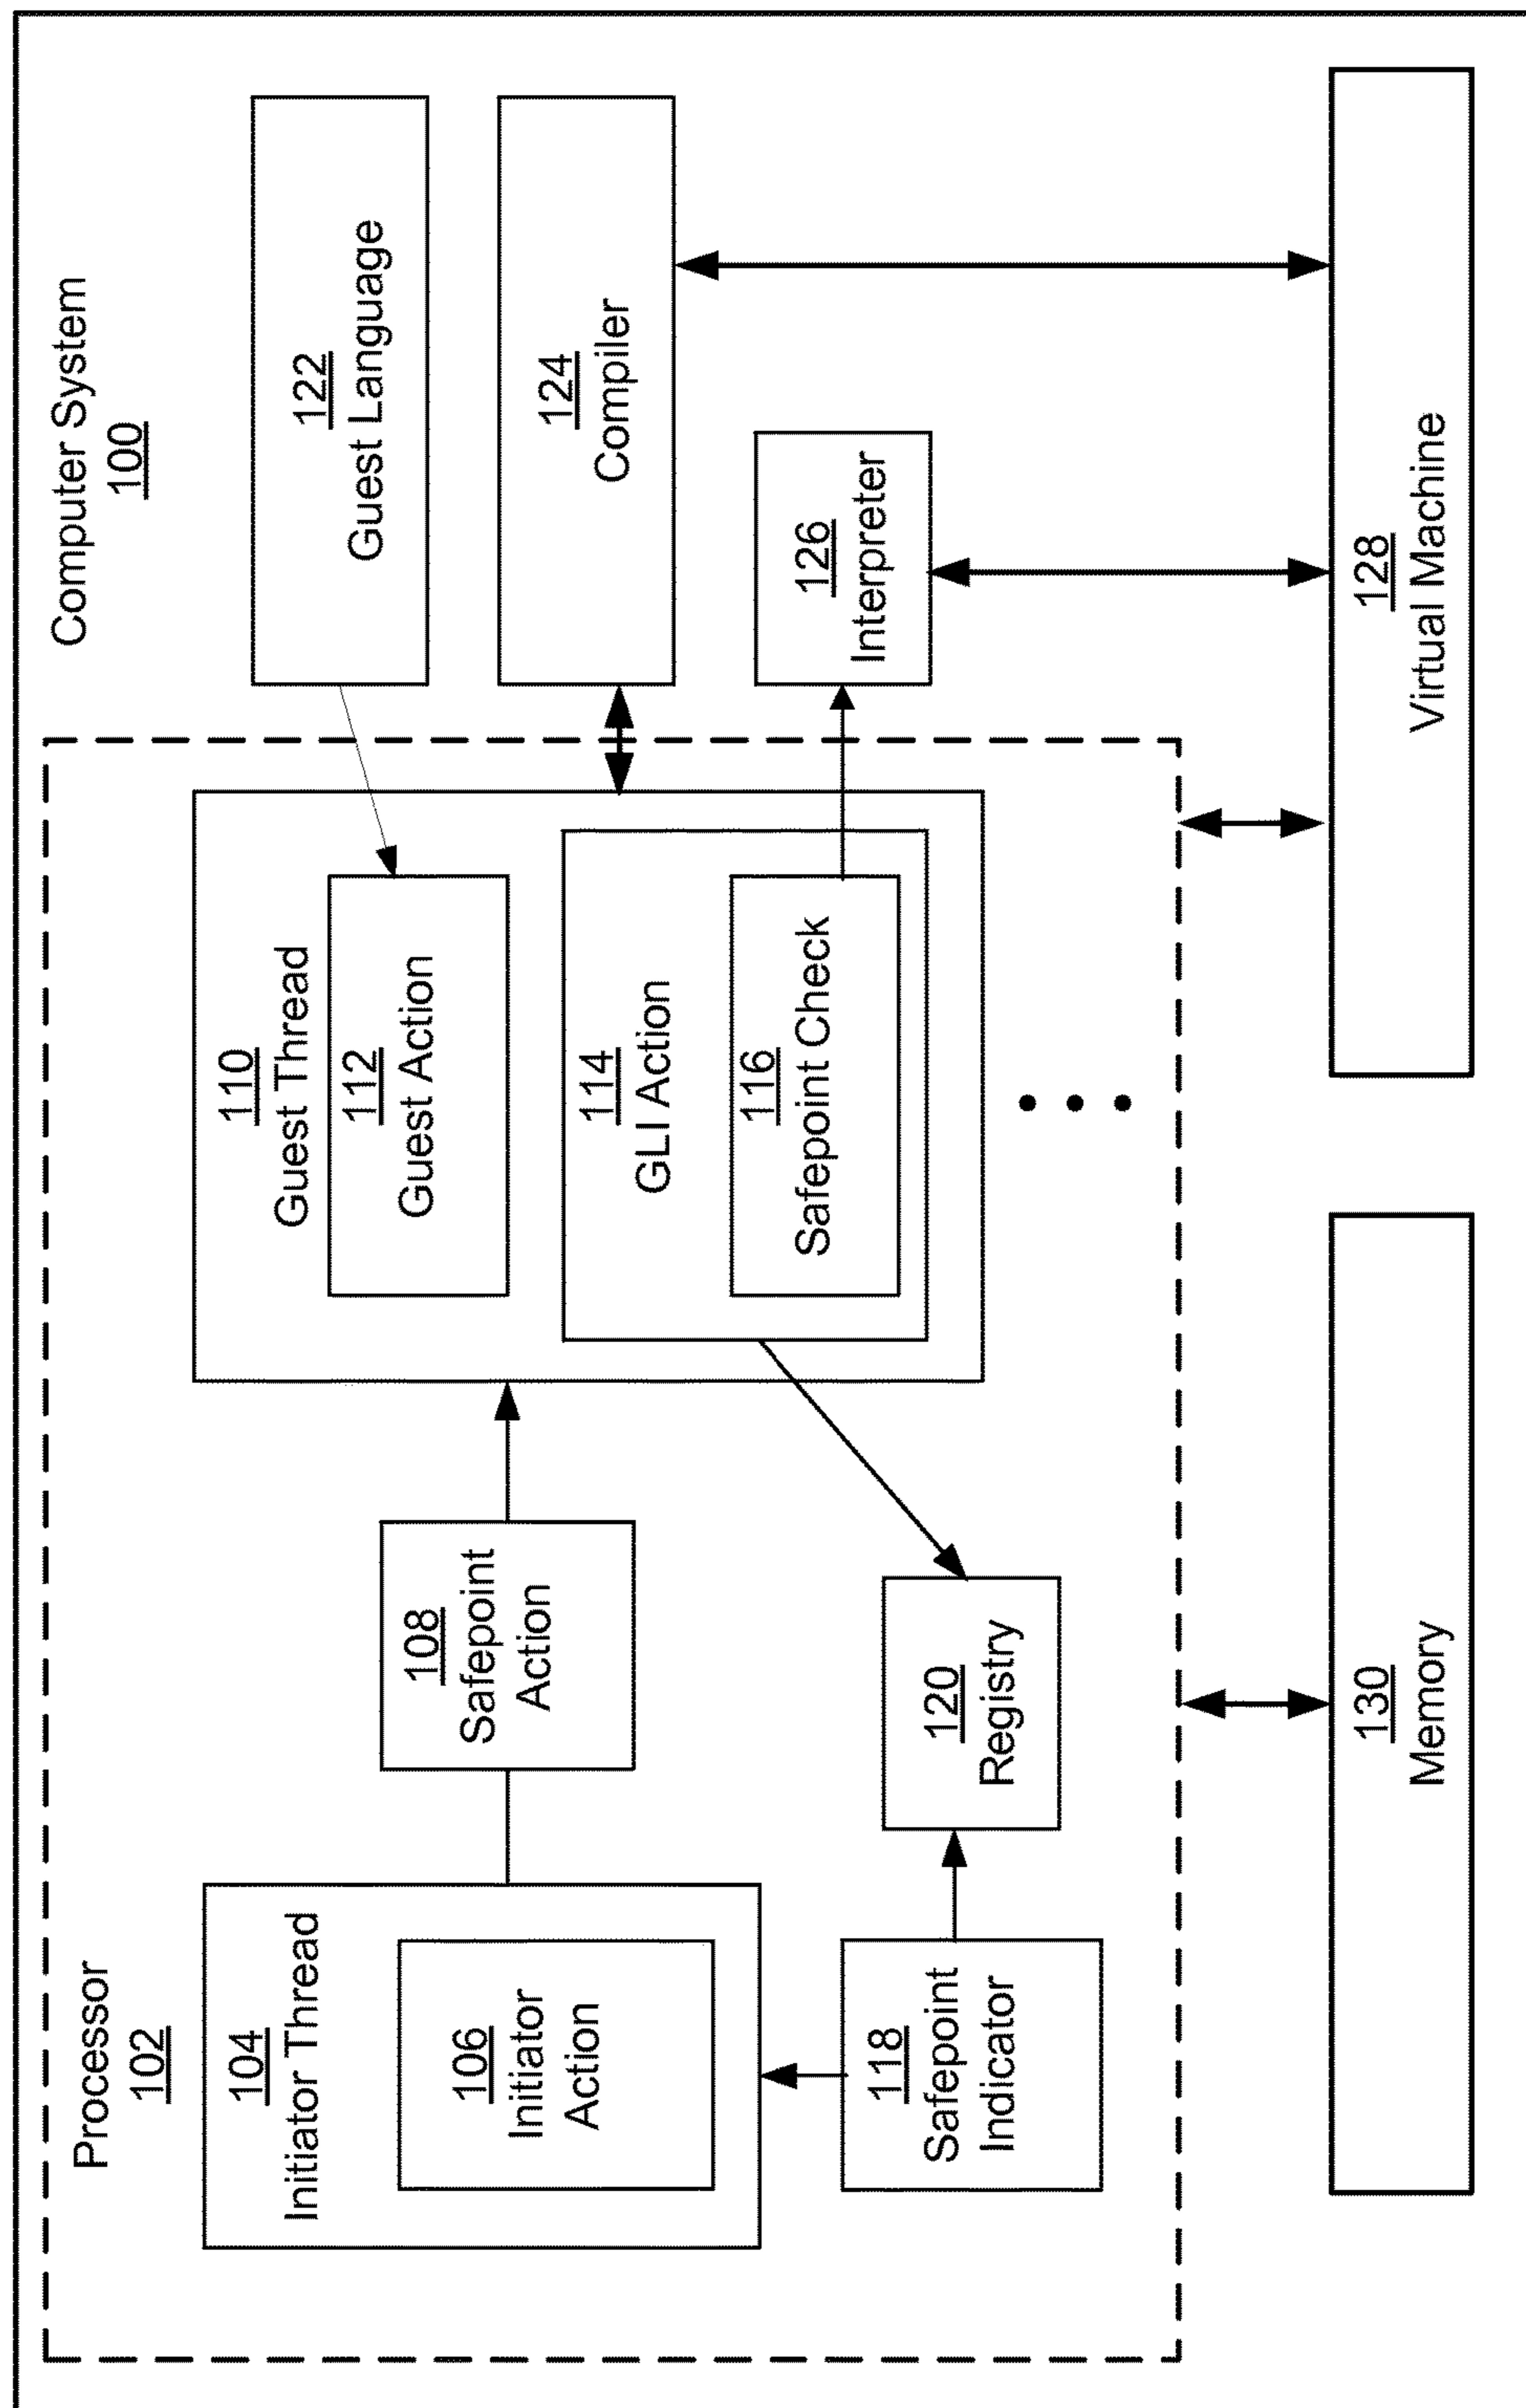 Computer System
100
Processor
102
104
Initiator Thread
106
Initiator
Action
108
Safepoint
Action
110
Guest Thread
112
Guest Action
114
GLI Action
116
Safepoint Check
118
Safepoint
Indicator
120
Registry
122
Guest Language
124
Compiler
126
Interpreter
128
Virtual Machine
130
Memory